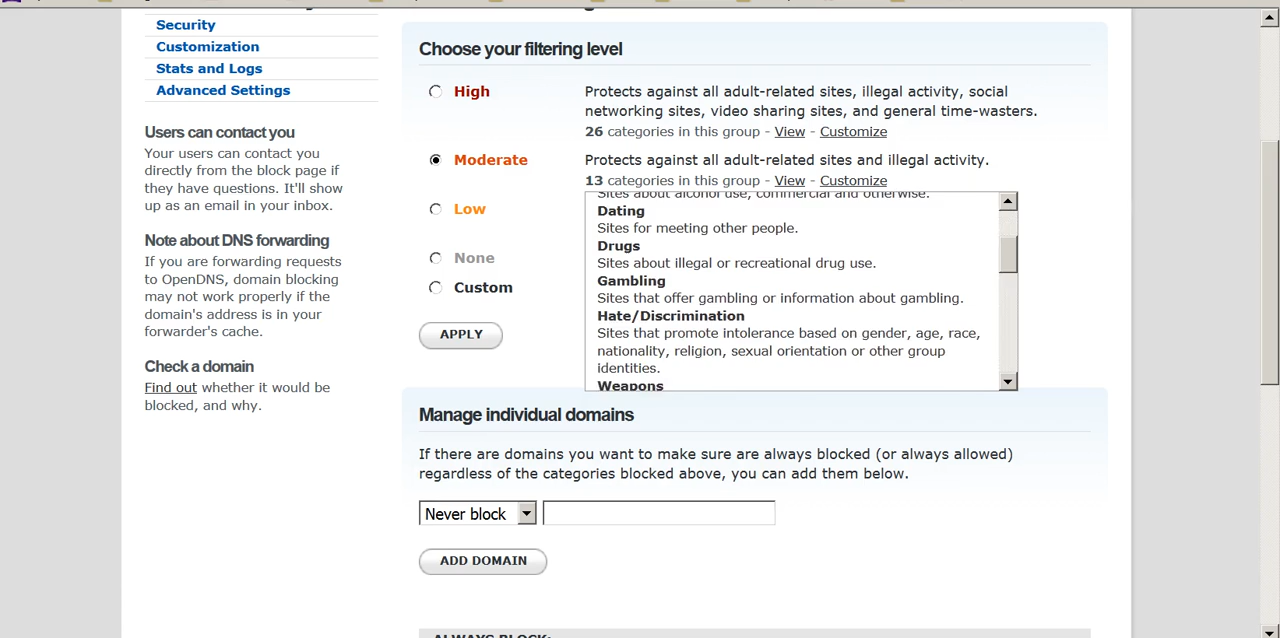 Security
Customization
Stats and Logs
Advanced Settings
Users can contact you
Your users can contact you
directly from the block page if
they have questions. It'll show
up as an email in your inbox.
Note about DNS forwarding
If you are forwarding requests
to OpenDNS, domain blocking
may not work properly if the
domain's address is in your
forwarder's cache.
Check a domain
Find out whether it would be
blocked, and why.
Choose your filtering level
High
Protects against all adult-related sites, illegal activity, social
networking sites, video sharing sites, and general time-wasters.
26 categories in this group - View - Customize
Moderate
Protects against all adult-related sites and illegal activity.
13 categories in this group - View - Customize
Low
None
Custom
APPLY
Sites about alcohol use, commercial and otherwise.
Dating
Sites for meeting other people.
Drugs
Sites about illegal or recreational drug use.
Gambling
Sites that offer gambling or information about gambling.
Hate/Discrimination
Sites that promote intolerance based on gender, age, race,
nationality, religion, sexual orientation or other group
identities.
Weapons
Manage individual domains
If there are domains you want to make sure are always blocked (or always allowed)
regardless of the categories blocked above, you can add them below.
Never block
ADD DOMAIN
ALWAYS BLOCK: